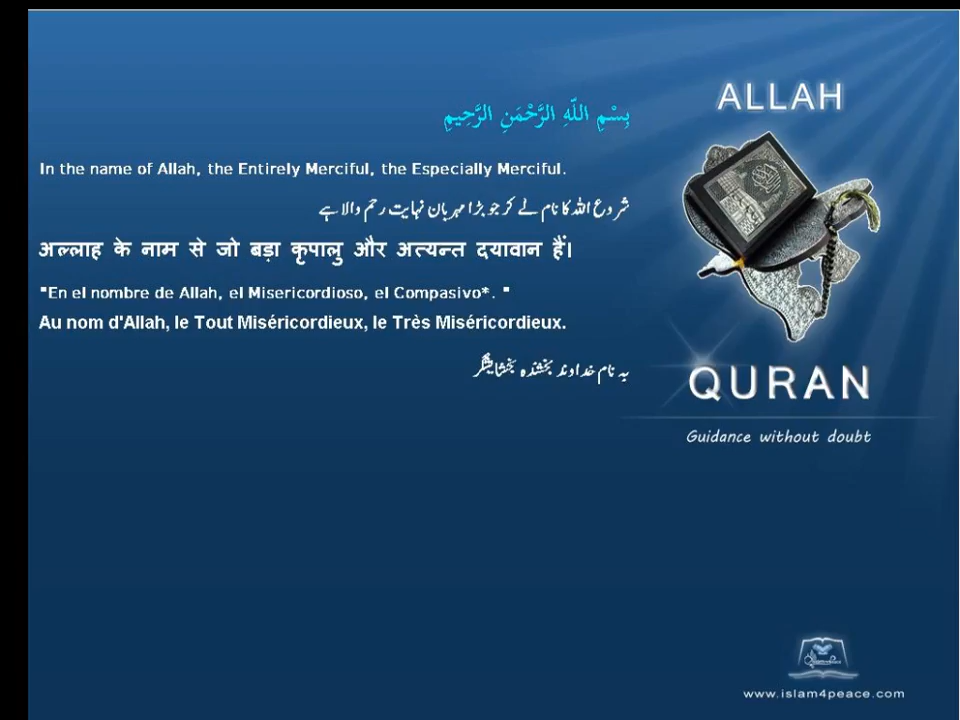 بِسْمِ اللَّهِ الرَّحْمَنِ الرَّحِيمِ
In the name of Allah, the Entirely Merciful, the Especially Merciful.
شروع اللہ کا نام لے کر جو بڑا مہربان نہایت رحم والا ہے
अल्लाह के नाम से जो बड़ा कृपालु और अत्यन्त दयावान हैं।
"En el nombre de Allah, el Misericordioso, el Compasivo*. "
Au nom d'Allah, le Tout Miséricordieux, le Très Miséricordieux.
به نام خداوند بخشنده بخشایشگر
ALLAH
QURAN
Guidance without doubt
www.islam4peace.com